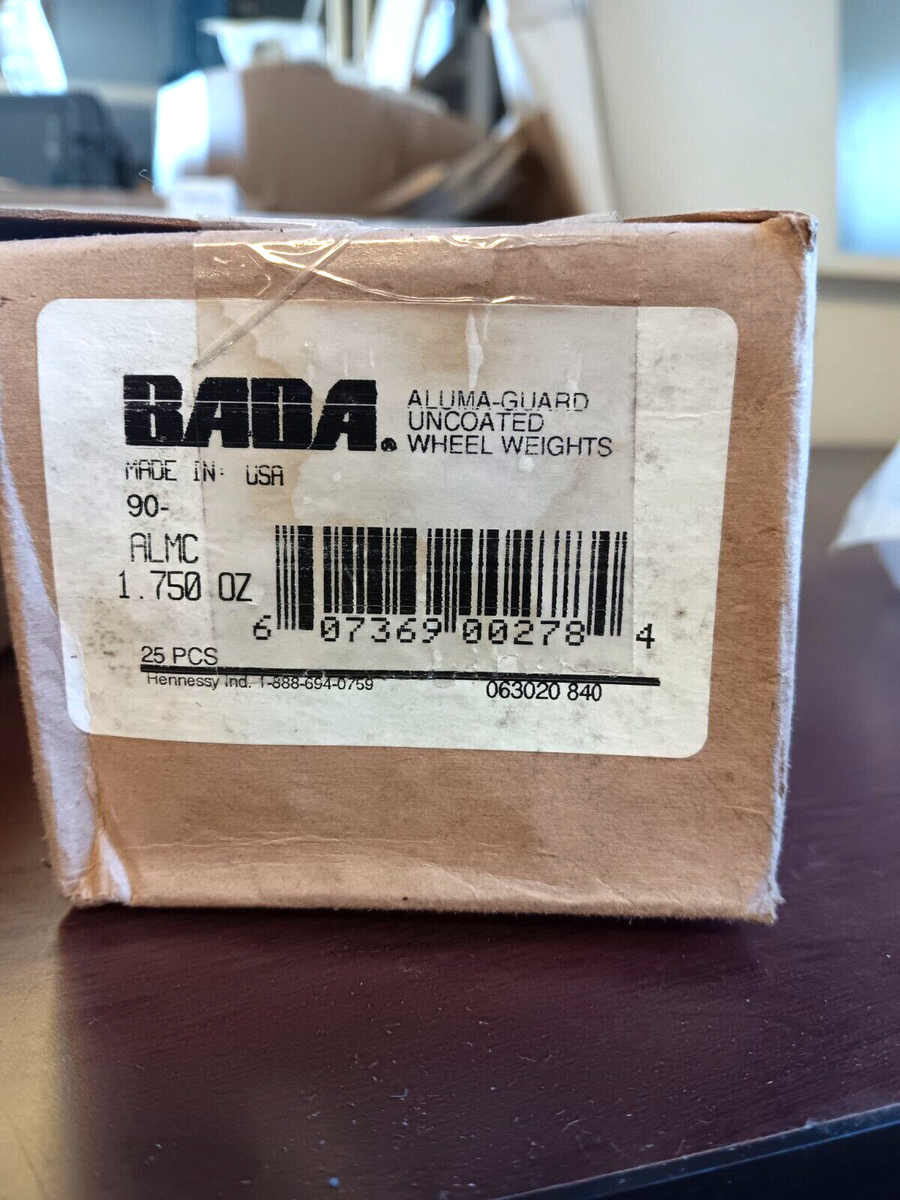 BADA® ALUMA-GUARD
UNCOATED
WHEEL WEIGHTS
MADE IN: USA
90-
ALMC
1.750 OZ
6 07369 00278 4
25 PCS
Hennessy Ind. 1-888-694-0759
063020 840